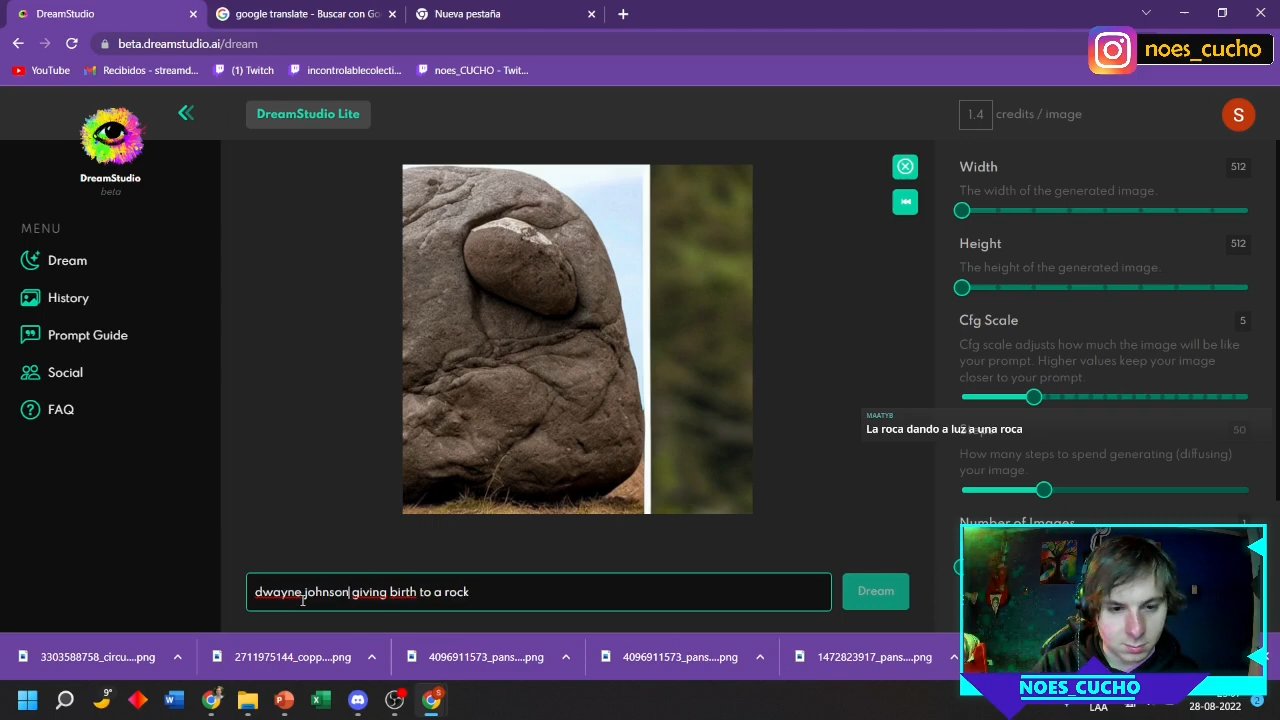 DreamStudio
google translate - Buscar con Go
Nueva pestaña
beta.dreamstudio.ai/dream
noes_cucho
YouTube
Recibidos - streamd...
(1) Twitch
incontrolablecolecti...
noes_CUCHO - Twit...
DreamStudio Lite
1.4 credits / image
S
DreamStudio
beta
MENU
Dream
History
Prompt Guide
Social
FAQ
Width
512
The width of the generated image.
Height
512
The height of the generated image.
Cfg Scale
5
Cfg scale adjusts how much the image will be like
your prompt. Higher values keep your image
closer to your prompt.
MAATYB
La roca dando a luz a una roca
50
How many steps to spend generating (diffusing)
your image.
Number of Images
1
dwayne johnson giving birth to a rock
Dream
3303588758_circu....png
2711975144_copp....png
4096911573_pans....png
4096911573_pans....png
1472823917_pans....png
NOES_CUCHO
9°
LAA
28-08-2022
2